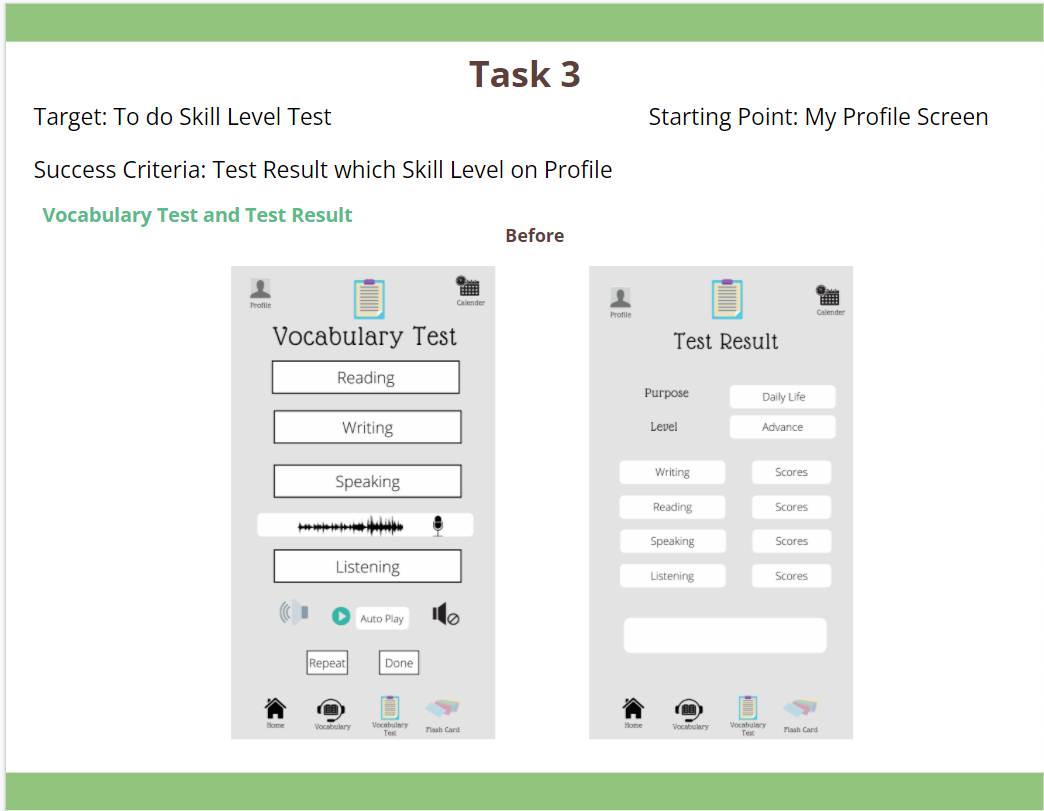 Task 3
Target: To do Skill Level Test
Starting Point: My Profile Screen
Success Criteria: Test Result which Skill Level on Profile
Vocabulary Test and Test Result
Before
Profile
Calender
Vocabulary Test
Reading
Writing
Speaking
Listening
Auto Play
Repeat
Done
Home
Vocabulary
Vocabulary
Test
Flash Card
Profile
Calender
Test Result
Purpose
Daily Life
Level
Advance
Writing
Scores
Reading
Scores
Speaking
Scores
Listening
Scores
Home
Vocabulary
Vocabulary
Test
Flash Card